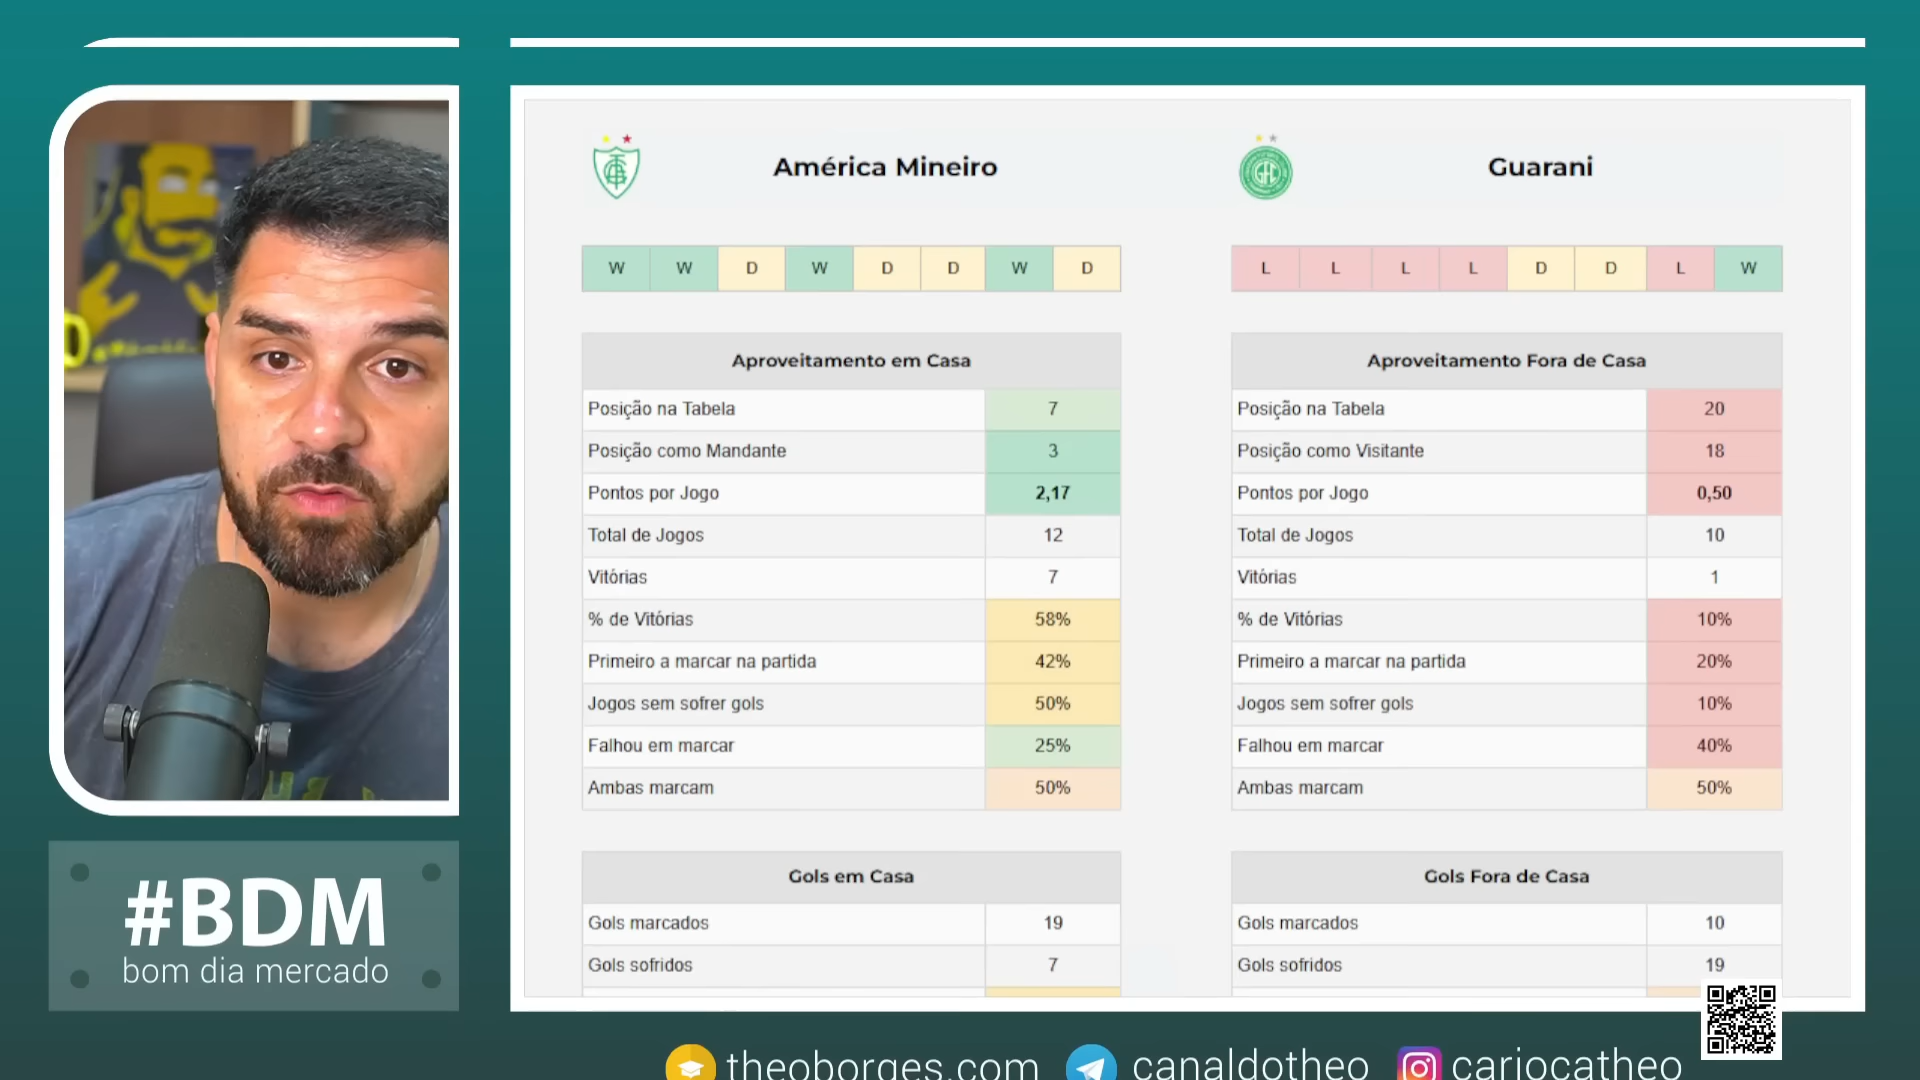 América Mineiro
Guarani
W W D W D D W D
L L L L D D L W
Aproveitamento em Casa
Posição na Tabela 7
Posição como Mandante 3
Pontos por Jogo 2,17
Total de Jogos 12
Vitórias 7
% de Vitórias 58%
Primeiro a marcar na partida 42%
Jogos sem sofrer gols 50%
Falhou em marcar 25%
Ambas marcam 50%
Aproveitamento Fora de Casa
Posição na Tabela 20
Posição como Visitante 18
Pontos por Jogo 0,50
Total de Jogos 10
Vitórias 1
% de Vitórias 10%
Primeiro a marcar na partida 20%
Jogos sem sofrer gols 10%
Falhou em marcar 40%
Ambas marcam 50%
Gols em Casa
Gols marcados 19
Gols sofridos 7
Gols Fora de Casa
Gols marcados 10
Gols sofridos 19
#BDM
bom dia mercado
theoborges.com
canaldotheo
cariocatheo